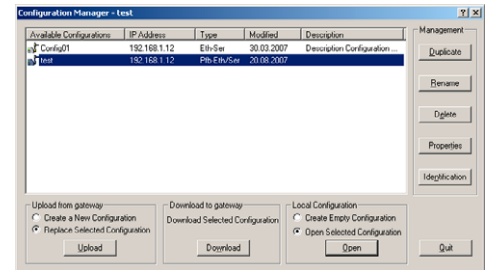 Configuration Manager - test
Available Configurations IP Address Type Modified Description
Config01 192.168.1.12 Eth-Ser 30.03.2007 Description Configuration ...
test 192.168.1.12 Pfb-Eth/Ser 20.08.2007
Management
Duplicate
Rename
Delete
Properties
Identification
Upload from gateway
Create a New Configuration
Replace Selected Configuration
Upload
Download to gateway
Download Selected Configuration
Download
Local Configuration
Create Empty Configuration
Open Selected Configuration
Open
Quit